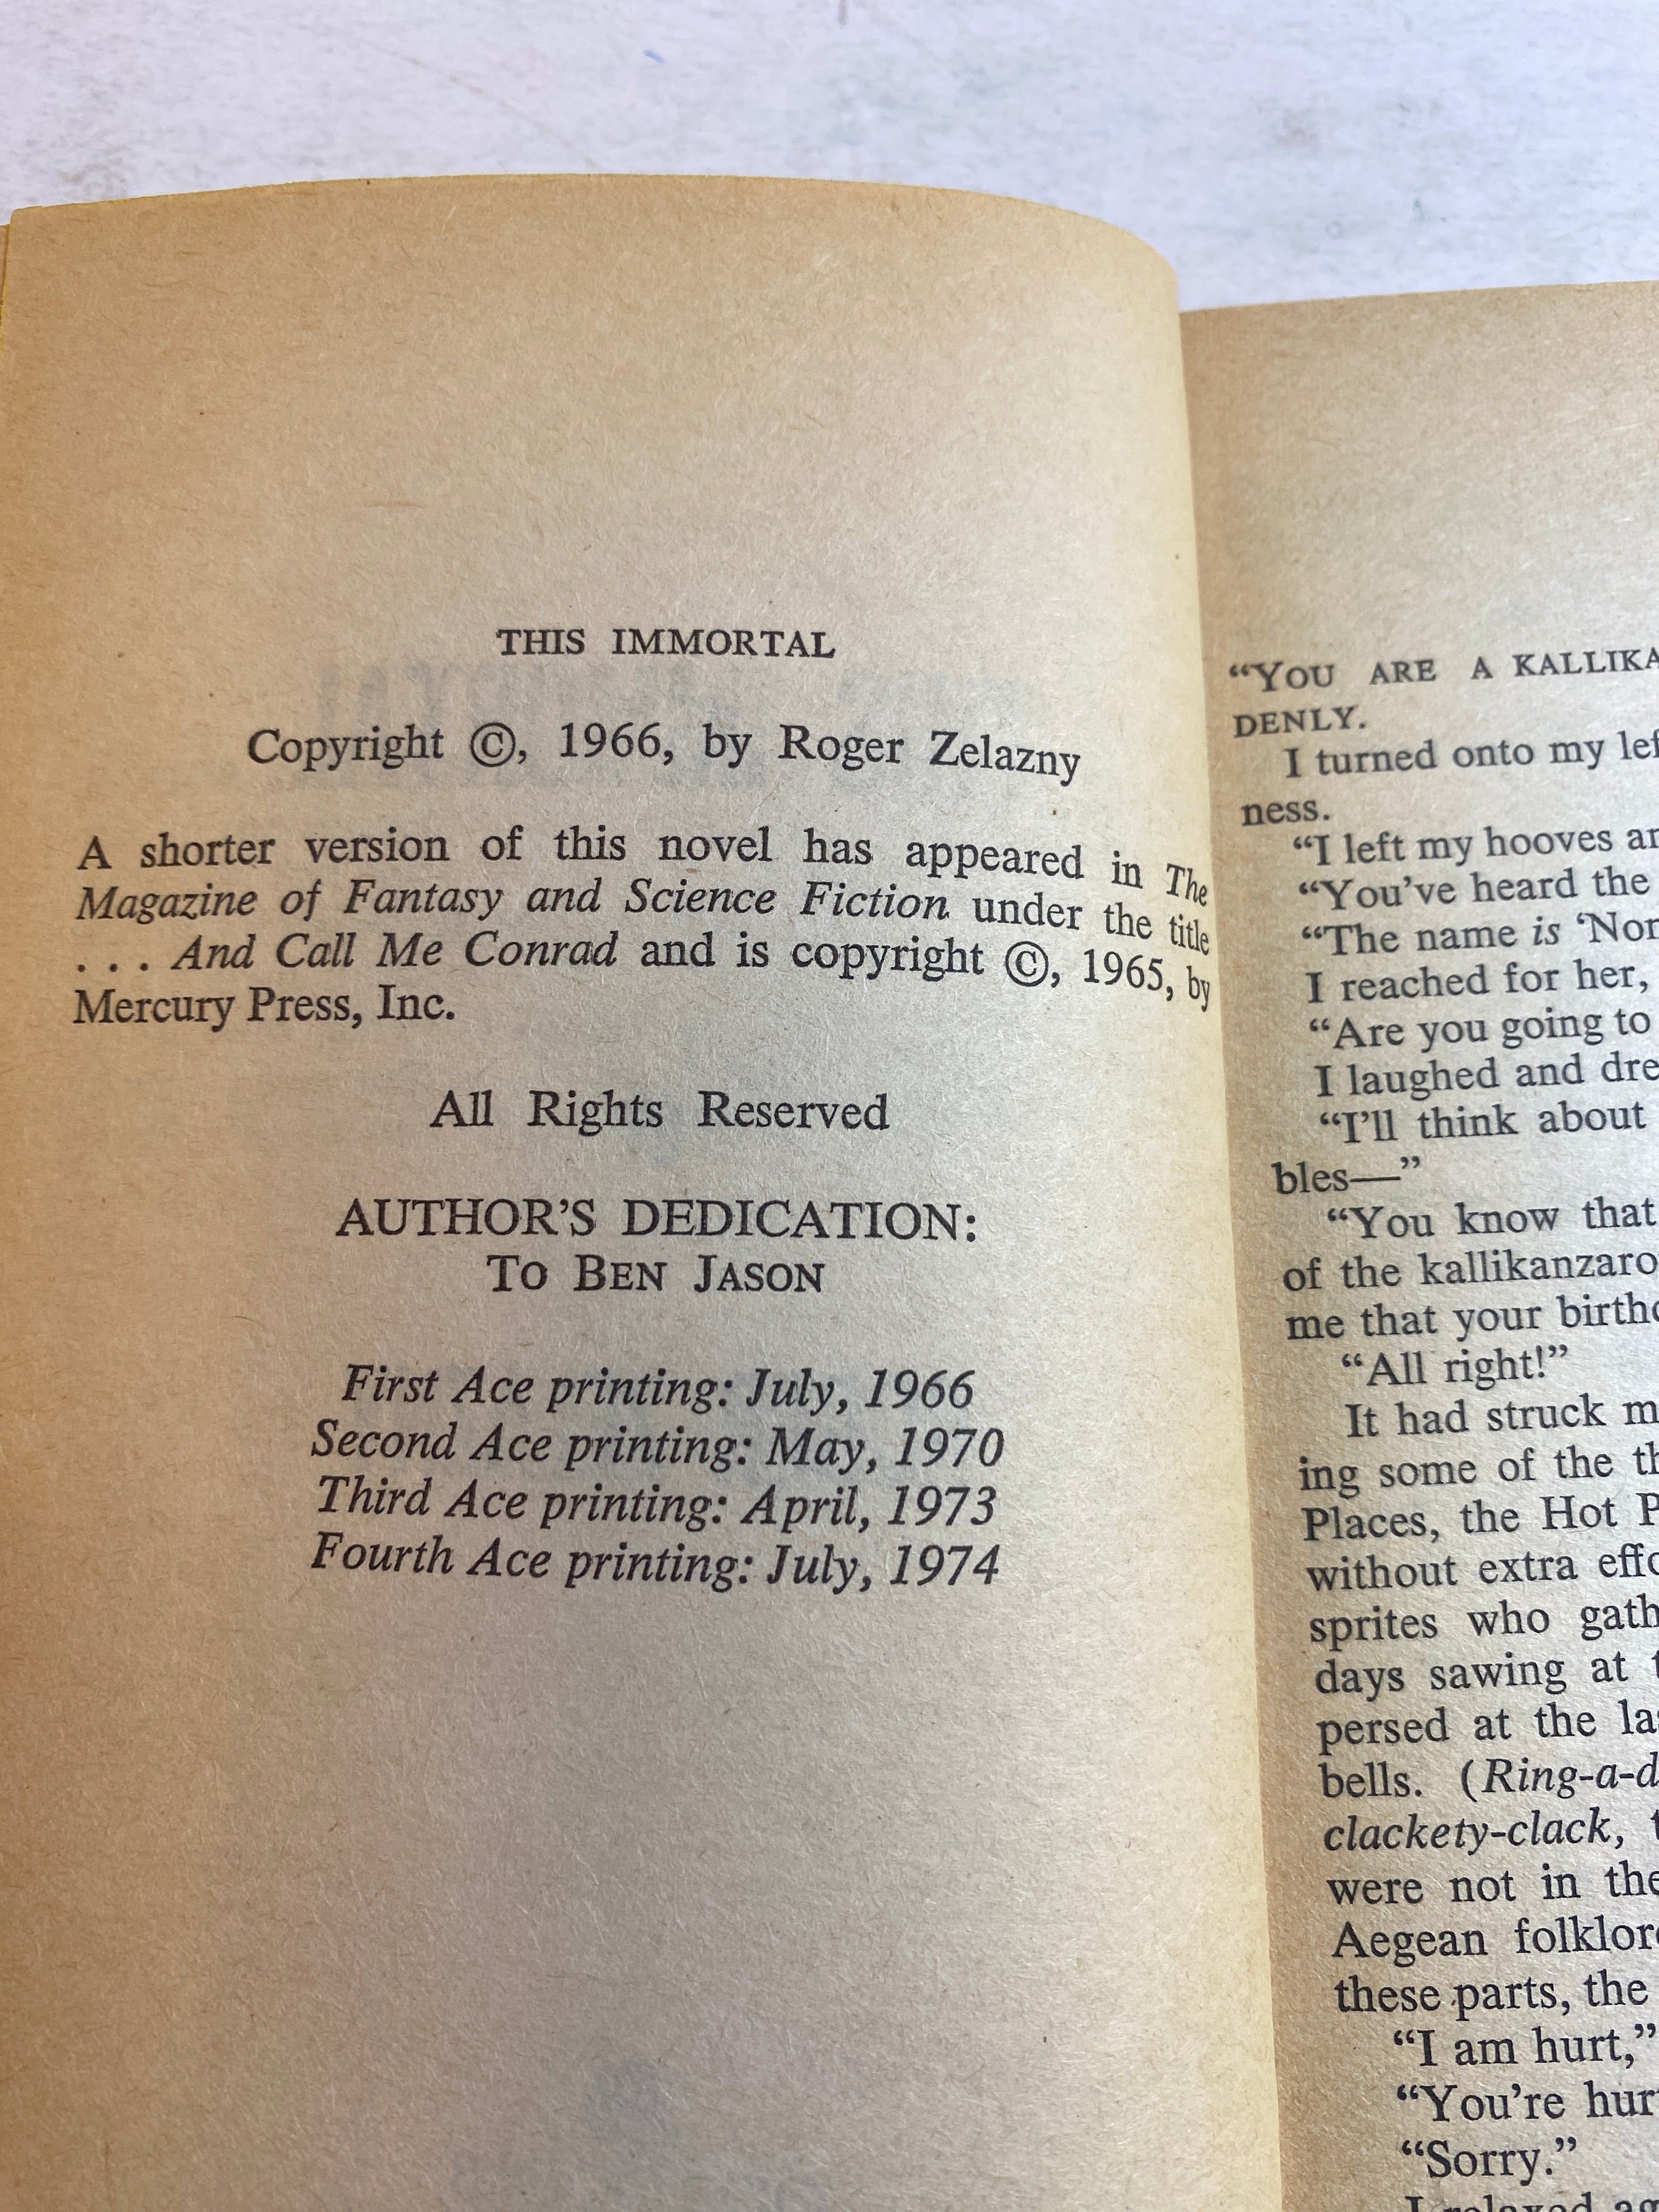 THIS IMMORTAL
Copyright ©, 1966, by Roger Zelazny
A shorter version of this novel has appeared in The
Magazine of Fantasy and Science Fiction under the title
. . . And Call Me Conrad and is copyright ©, 1965, by
Mercury Press, Inc.
All Rights Reserved
AUTHOR'S DEDICATION:
To Ben Jason
First Ace printing: July, 1966
Second Ace printing: May, 1970
Third Ace printing: April, 1973
Fourth Ace printing: July, 1974
“YOU ARE A
DENLY.
I turned onto my
ness.
“I left my hooves
“You've heard the
“The name is
I reached for her,
“Are you going to
I laughed and
“I'll think about
bles—”
“You know that
of the
me that your
“All right!”
It had struck
ing some of the
Places, the Hot
without extra
sprites who
days sawing at
persed at the
bells.
clackety-clack,
were not in the
Aegean
these parts, the
“I am hurt,”
“You're
“Sorry.”
I relaxed